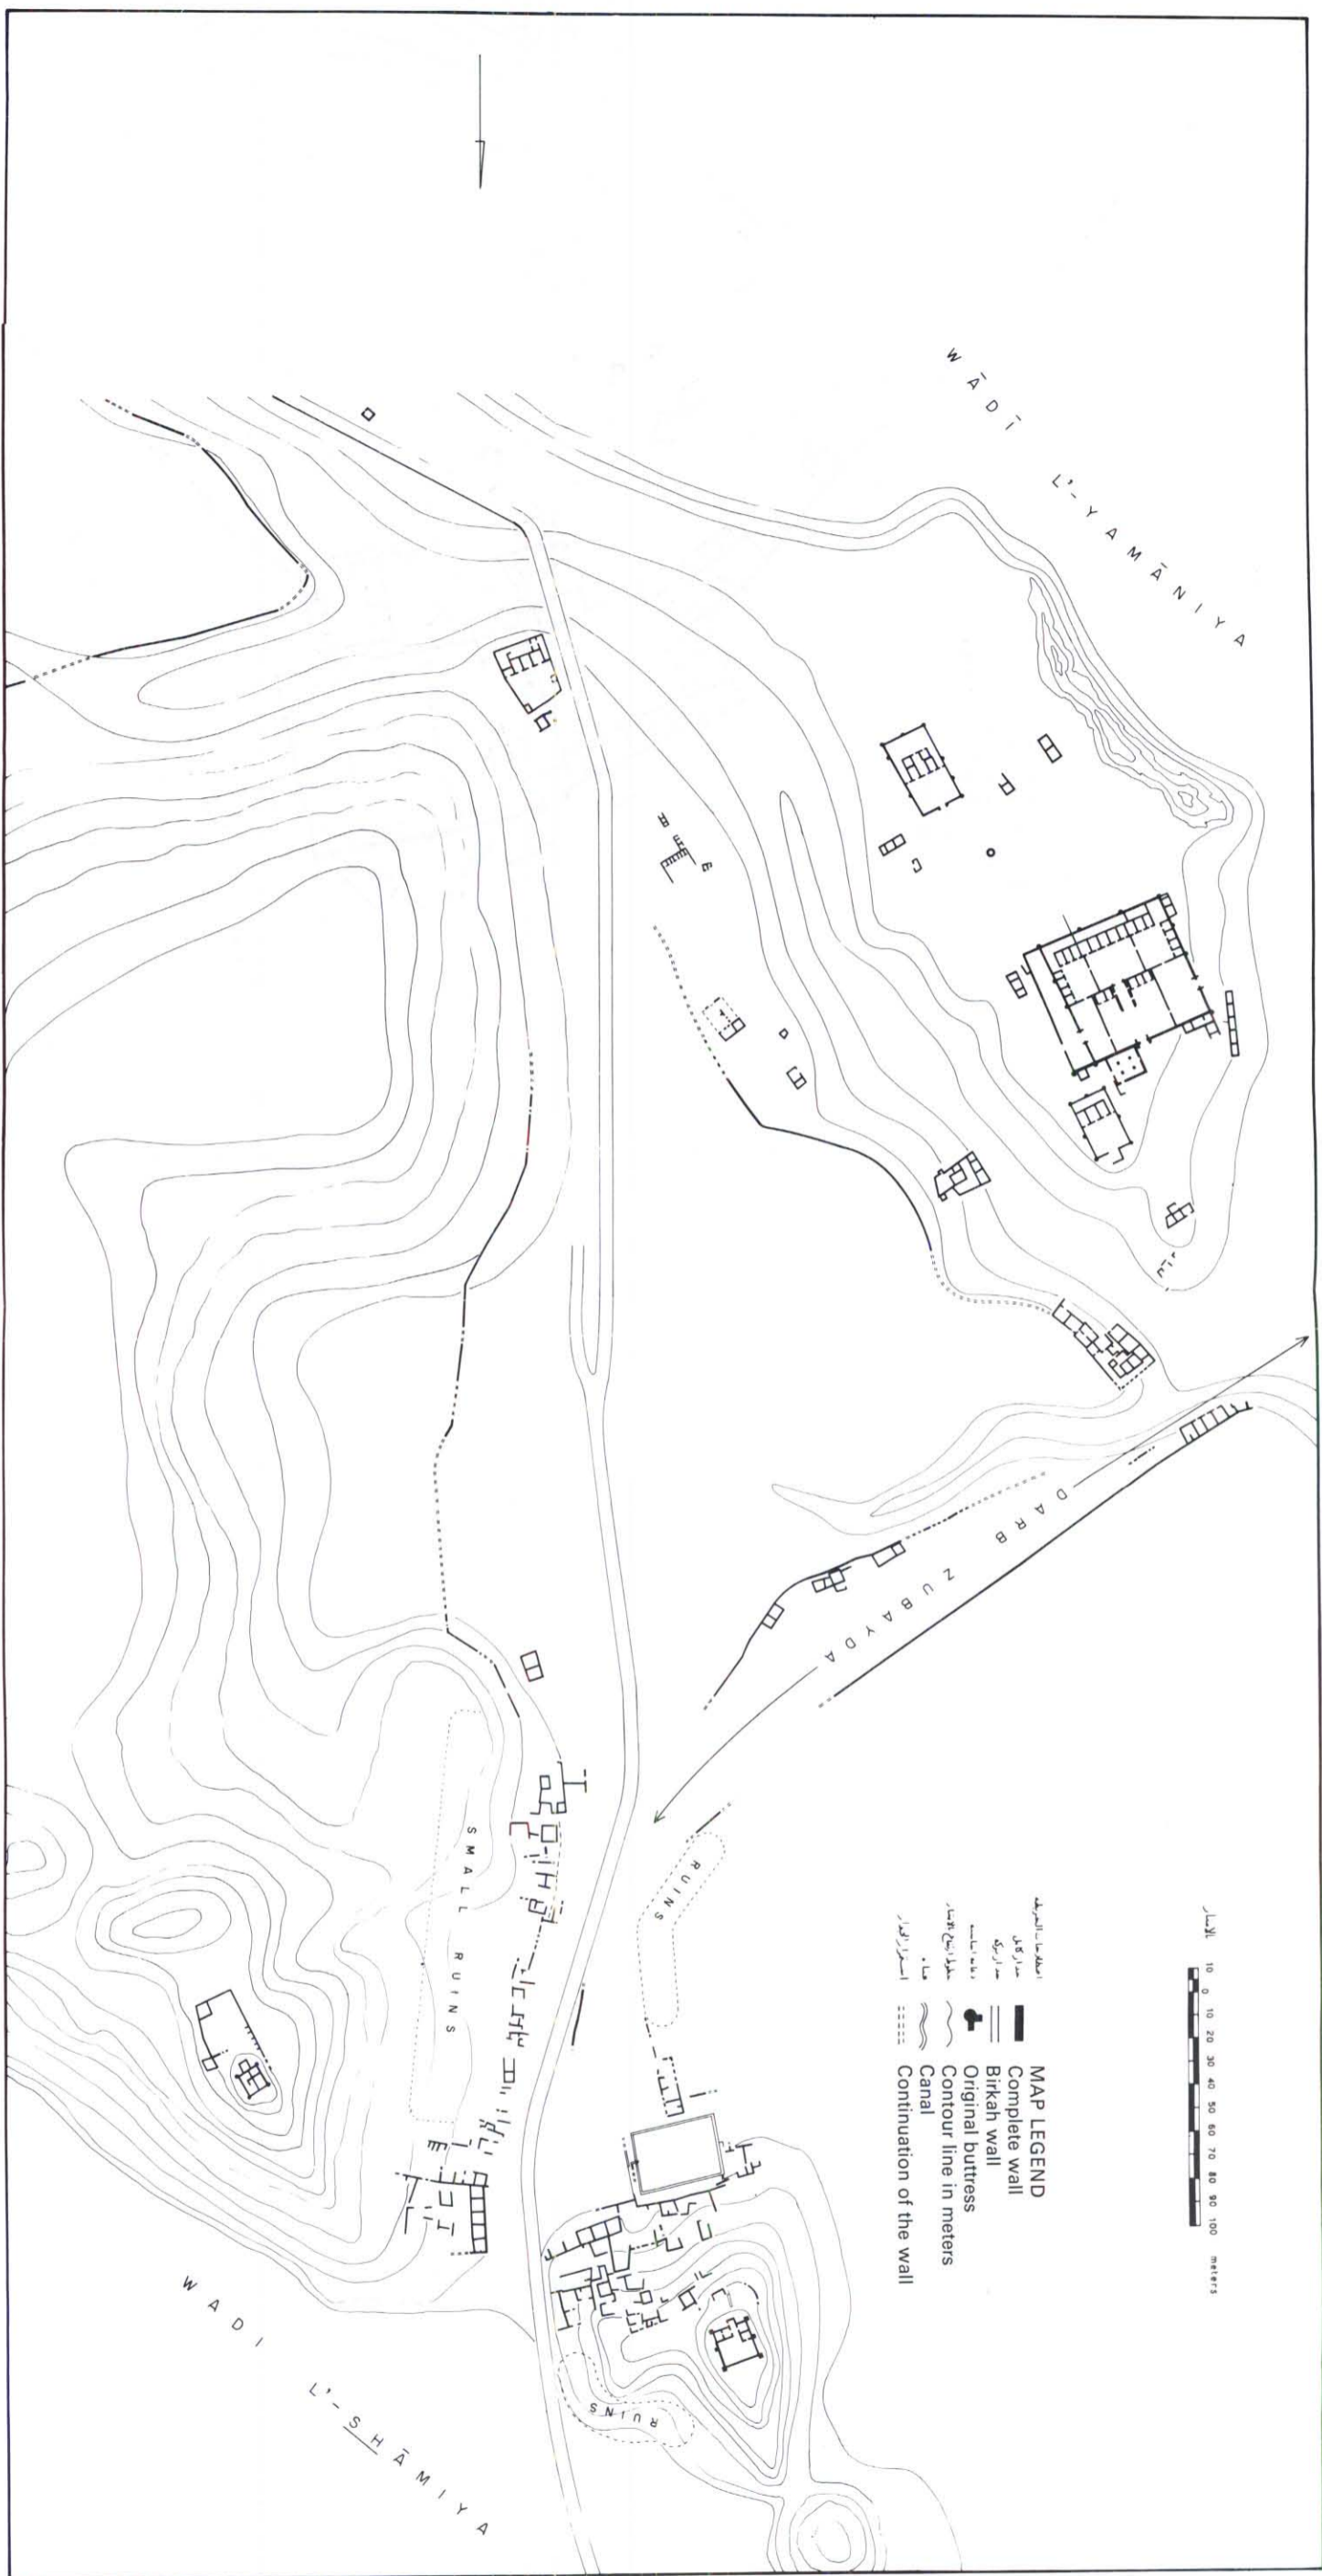 WĀDĪ L'-YAMĀNIYA
DARB ZUBAYDA
RUINS
SMALL RUINS
RUINS
WADI L'-SHĀMIYA
10 0 10 20 30 40 50 60 70 80 90 100 meters
MAP LEGEND
Complete wall
Birkah wall
Original buttress
Contour line in meters
Canal
Continuation of the wall